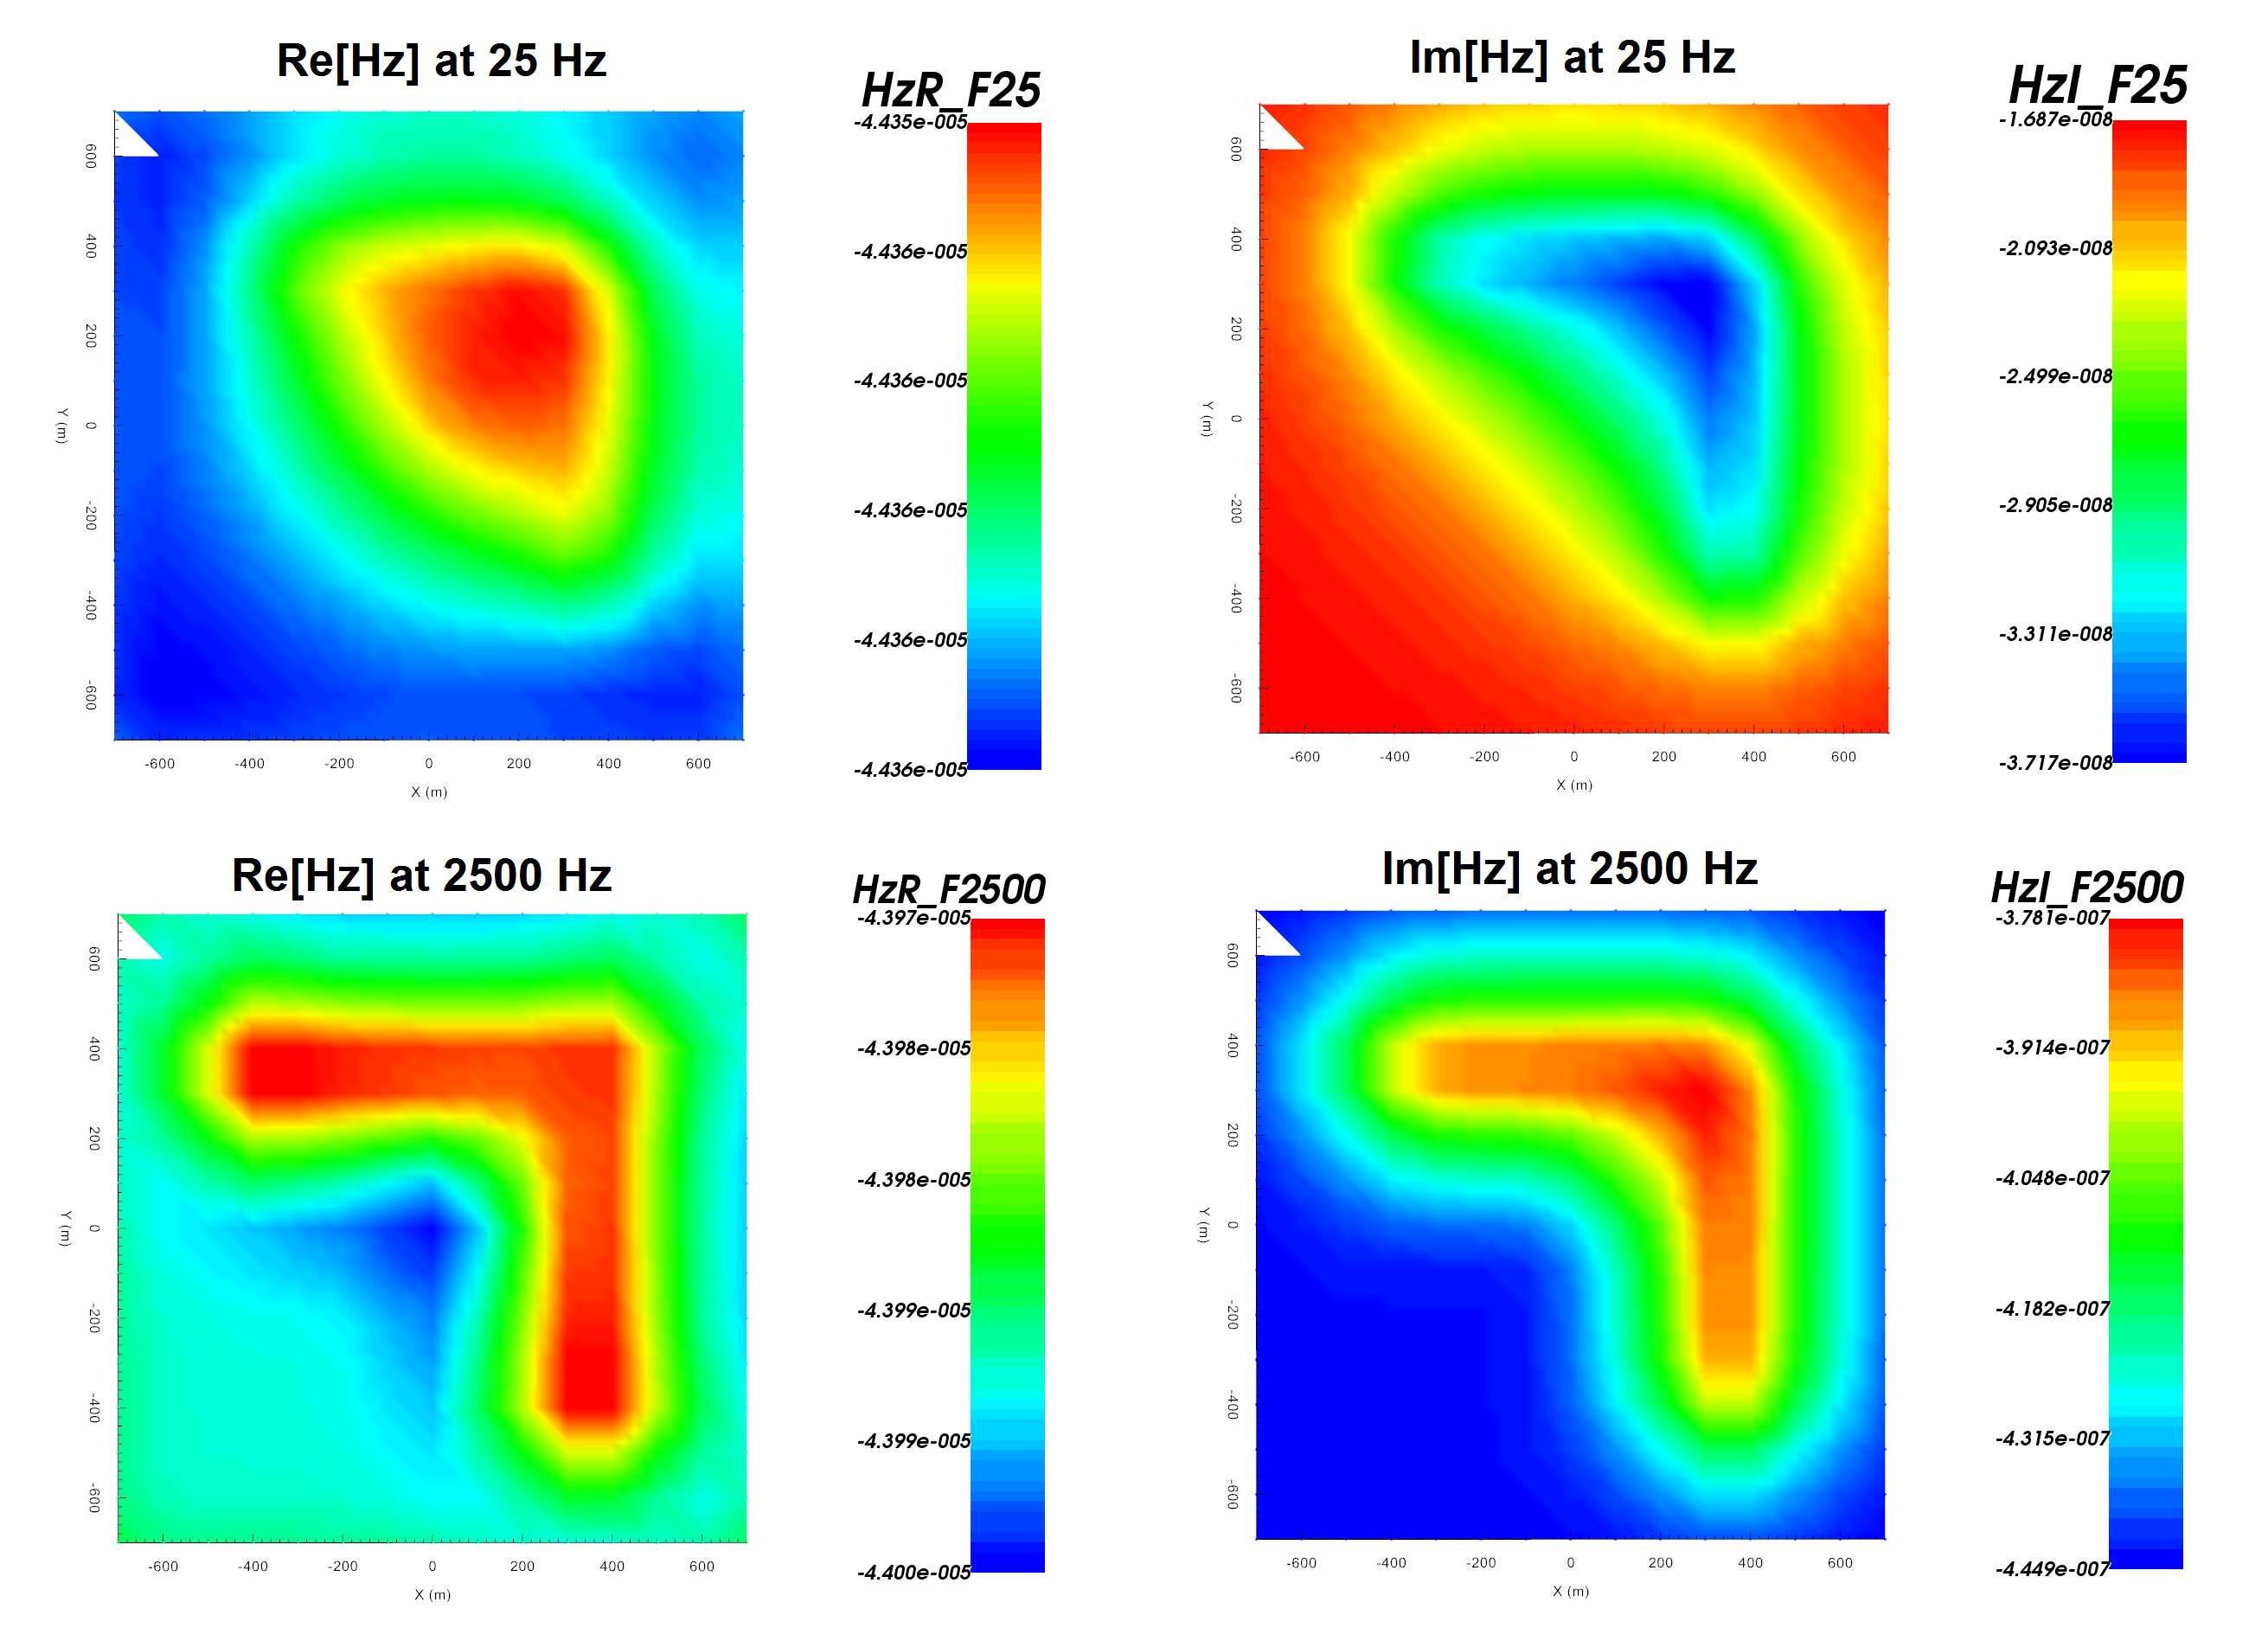 Re[Hz] at 25 Hz
HzR_F25
-4.435e-005
-4.436e-005
-4.436e-005
-4.436e-005
-4.436e-005
-4.436e-005
600
400
200
0
-200
-400
-600
Y (m)
-600 -400 -200 0 200 400 600
X (m)
Im[Hz] at 25 Hz
HzI_F25
-1.687e-008
-2.093e-008
-2.499e-008
-2.905e-008
-3.311e-008
-3.717e-008
600
400
200
0
-200
-400
-600
Y (m)
-600 -400 -200 0 200 400 600
X (m)
Re[Hz] at 2500 Hz
HzR_F2500
-4.397e-005
-4.398e-005
-4.398e-005
-4.399e-005
-4.399e-005
-4.400e-005
600
400
200
0
-200
-400
-600
Y (m)
-600 -400 -200 0 200 400 600
X (m)
Im[Hz] at 2500 Hz
HzI_F2500
-3.781e-007
-3.914e-007
-4.048e-007
-4.182e-007
-4.315e-007
-4.449e-007
600
400
200
0
-200
-400
-600
Y (m)
-600 -400 -200 0 200 400 600
X (m)